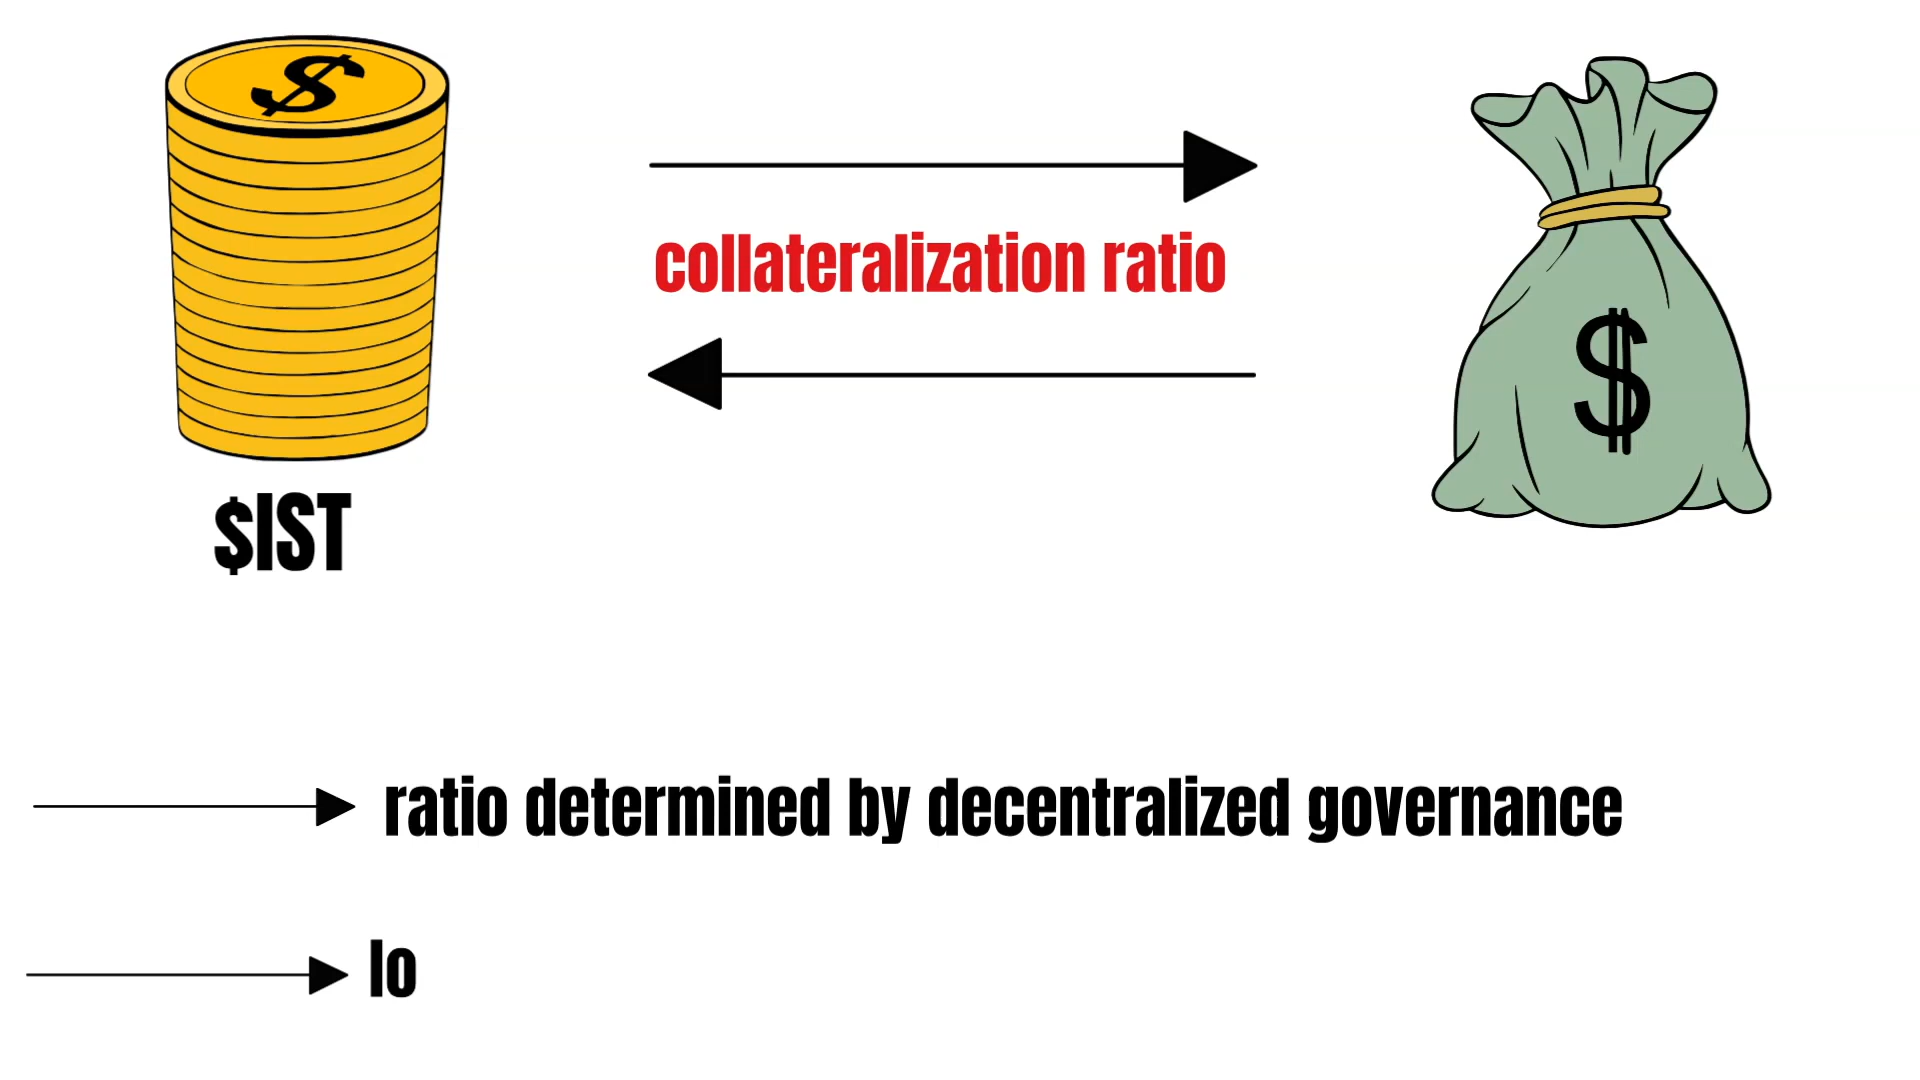 $
collateralization ratio
$
$IST
ratio determined by decentralized governance
lo